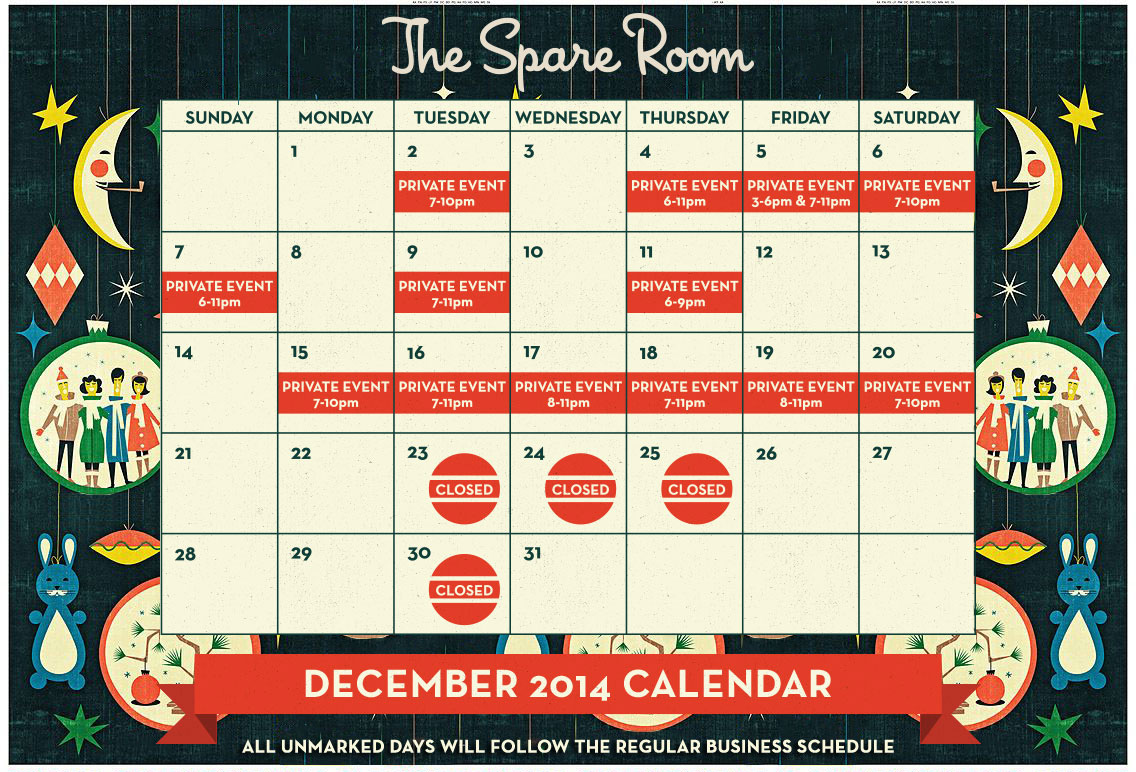 The Spare Room
SUNDAY MONDAY TUESDAY WEDNESDAY THURSDAY FRIDAY SATURDAY
1 2 3 4 5 6
PRIVATE EVENT PRIVATE EVENT PRIVATE EVENT PRIVATE EVENT
7-10pm 6-11pm 3-6pm & 7-11pm 7-10pm
7 8 9 10 11 12 13
PRIVATE EVENT PRIVATE EVENT PRIVATE EVENT
6-11pm 7-11pm 6-9pm
14 15 16 17 18 19 20
PRIVATE EVENT PRIVATE EVENT PRIVATE EVENT PRIVATE EVENT PRIVATE EVENT PRIVATE EVENT
7-10pm 7-11pm 8-11pm 7-11pm 8-11pm 7-10pm
21 22 23 24 25 26 27
CLOSED CLOSED CLOSED
28 29 30 31
CLOSED
DECEMBER 2014 CALENDAR
ALL UNMARKED DAYS WILL FOLLOW THE REGULAR BUSINESS SCHEDULE